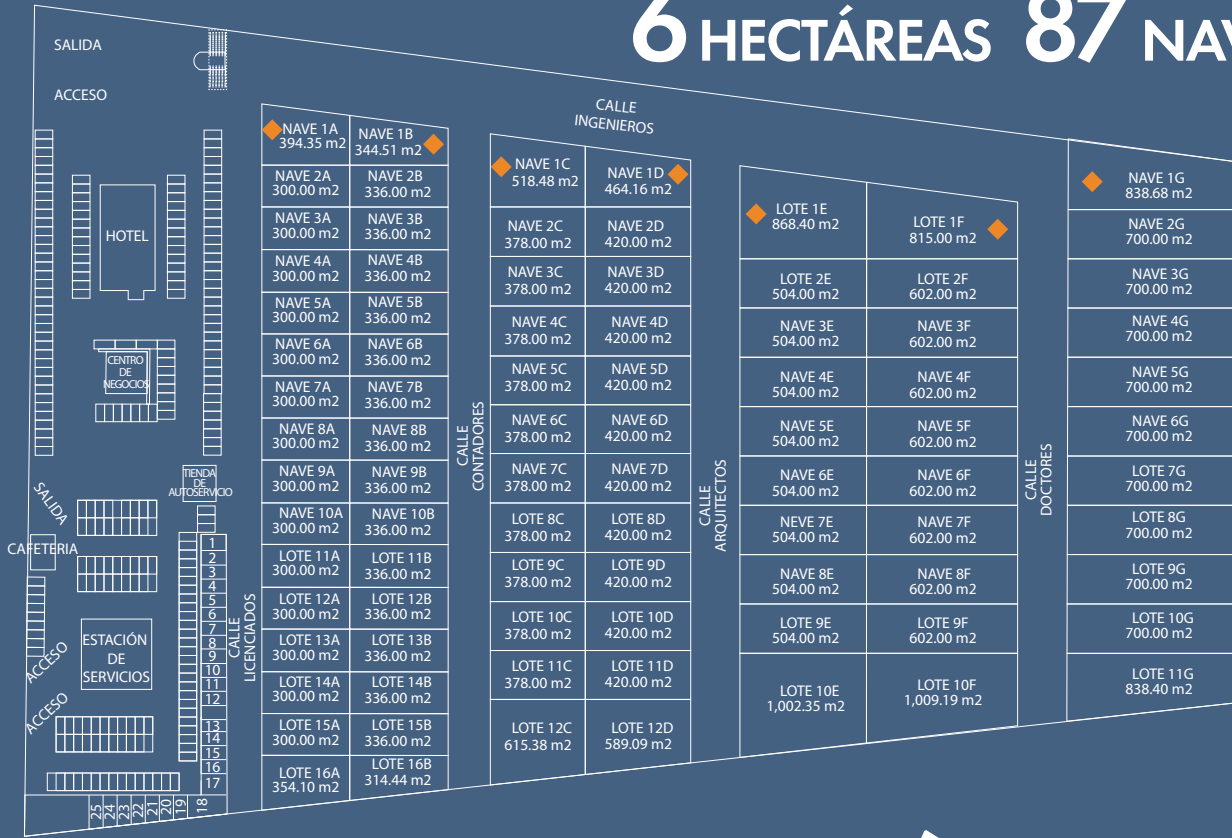 6 HECTÁREAS 87 NAV
SALIDA
ACCESO
HOTEL
CENTRO
DE
NEGOCIOS
TIENDA
DE
AUTOSERVICIO
SALIDA
CAFETERIA
ESTACIÓN
DE
SERVICIOS
ACCESO
ACCESO
1
2
3
4
5
6
7
8
9
10
11
12
13
14
15
16
17
25
24
23
22
21
20
19
18
CALLE
LICENCIADOS
NAVE 1A
394.35 m2
NAVE 2A
300.00 m2
NAVE 3A
300.00 m2
NAVE 4A
300.00 m2
NAVE 5A
300.00 m2
NAVE 6A
300.00 m2
NAVE 7A
300.00 m2
NAVE 8A
300.00 m2
NAVE 9A
300.00 m2
NAVE 10A
300.00 m2
LOTE 11A
300.00 m2
LOTE 12A
300.00 m2
LOTE 13A
300.00 m2
LOTE 14A
300.00 m2
LOTE 15A
300.00 m2
LOTE 16A
354.10 m2
NAVE 1B
344.51 m2
NAVE 2B
336.00 m2
NAVE 3B
336.00 m2
NAVE 4B
336.00 m2
NAVE 5B
336.00 m2
NAVE 6B
336.00 m2
NAVE 7B
336.00 m2
NAVE 8B
336.00 m2
NAVE 9B
336.00 m2
NAVE 10B
336.00 m2
LOTE 11B
336.00 m2
LOTE 12B
336.00 m2
LOTE 13B
336.00 m2
LOTE 14B
336.00 m2
LOTE 15B
336.00 m2
LOTE 16B
314.44 m2
CALLE
CONTADORES
CALLE
INGENIEROS
NAVE 1C
518.48 m2
NAVE 2C
378.00 m2
NAVE 3C
378.00 m2
NAVE 4C
378.00 m2
NAVE 5C
378.00 m2
NAVE 6C
378.00 m2
NAVE 7C
378.00 m2
LOTE 8C
378.00 m2
LOTE 9C
378.00 m2
LOTE 10C
378.00 m2
LOTE 11C
378.00 m2
LOTE 12C
615.38 m2
NAVE 1D
464.16 m2
NAVE 2D
420.00 m2
NAVE 3D
420.00 m2
NAVE 4D
420.00 m2
NAVE 5D
420.00 m2
NAVE 6D
420.00 m2
NAVE 7D
420.00 m2
LOTE 8D
420.00 m2
LOTE 9D
420.00 m2
LOTE 10D
420.00 m2
LOTE 11D
420.00 m2
LOTE 12D
589.09 m2
CALLE
ARQUITECTOS
LOTE 1E
868.40 m2
LOTE 2E
504.00 m2
NAVE 3E
504.00 m2
NAVE 4E
504.00 m2
NAVE 5E
504.00 m2
NAVE 6E
504.00 m2
NEVE 7E
504.00 m2
NAVE 8E
504.00 m2
LOTE 9E
504.00 m2
LOTE 10E
1,002.35 m2
LOTE 1F
815.00 m2
LOTE 2F
602.00 m2
NAVE 3F
602.00 m2
NAVE 4F
602.00 m2
NAVE 5F
602.00 m2
NAVE 6F
602.00 m2
NAVE 7F
602.00 m2
NAVE 8F
602.00 m2
LOTE 9F
602.00 m2
LOTE 10F
1,009.19 m2
CALLE
DOCTORES
NAVE 1G
838.68 m2
NAVE 2G
700.00 m2
NAVE 3G
700.00 m2
NAVE 4G
700.00 m2
NAVE 5G
700.00 m2
NAVE 6G
700.00 m2
LOTE 7G
700.00 m2
LOTE 8G
700.00 m2
LOTE 9G
700.00 m2
LOTE 10G
700.00 m2
LOTE 11G
838.40 m2